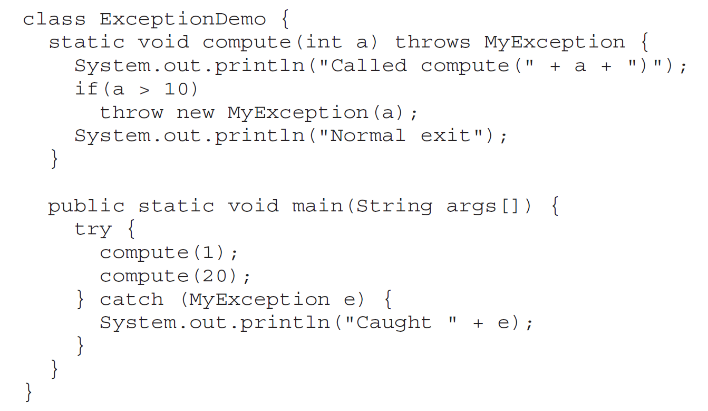 class ExceptionDemo {
  static void compute(int a) throws MyException {
    System.out.println("Called compute(" + a + ")");
    if(a > 10)
      throw new MyException(a);
    System.out.println("Normal exit");
  }

  public static void main(String args[]) {
    try {
      compute(1);
      compute(20);
    } catch (MyException e) {
      System.out.println("Caught " + e);
    }
  }
}